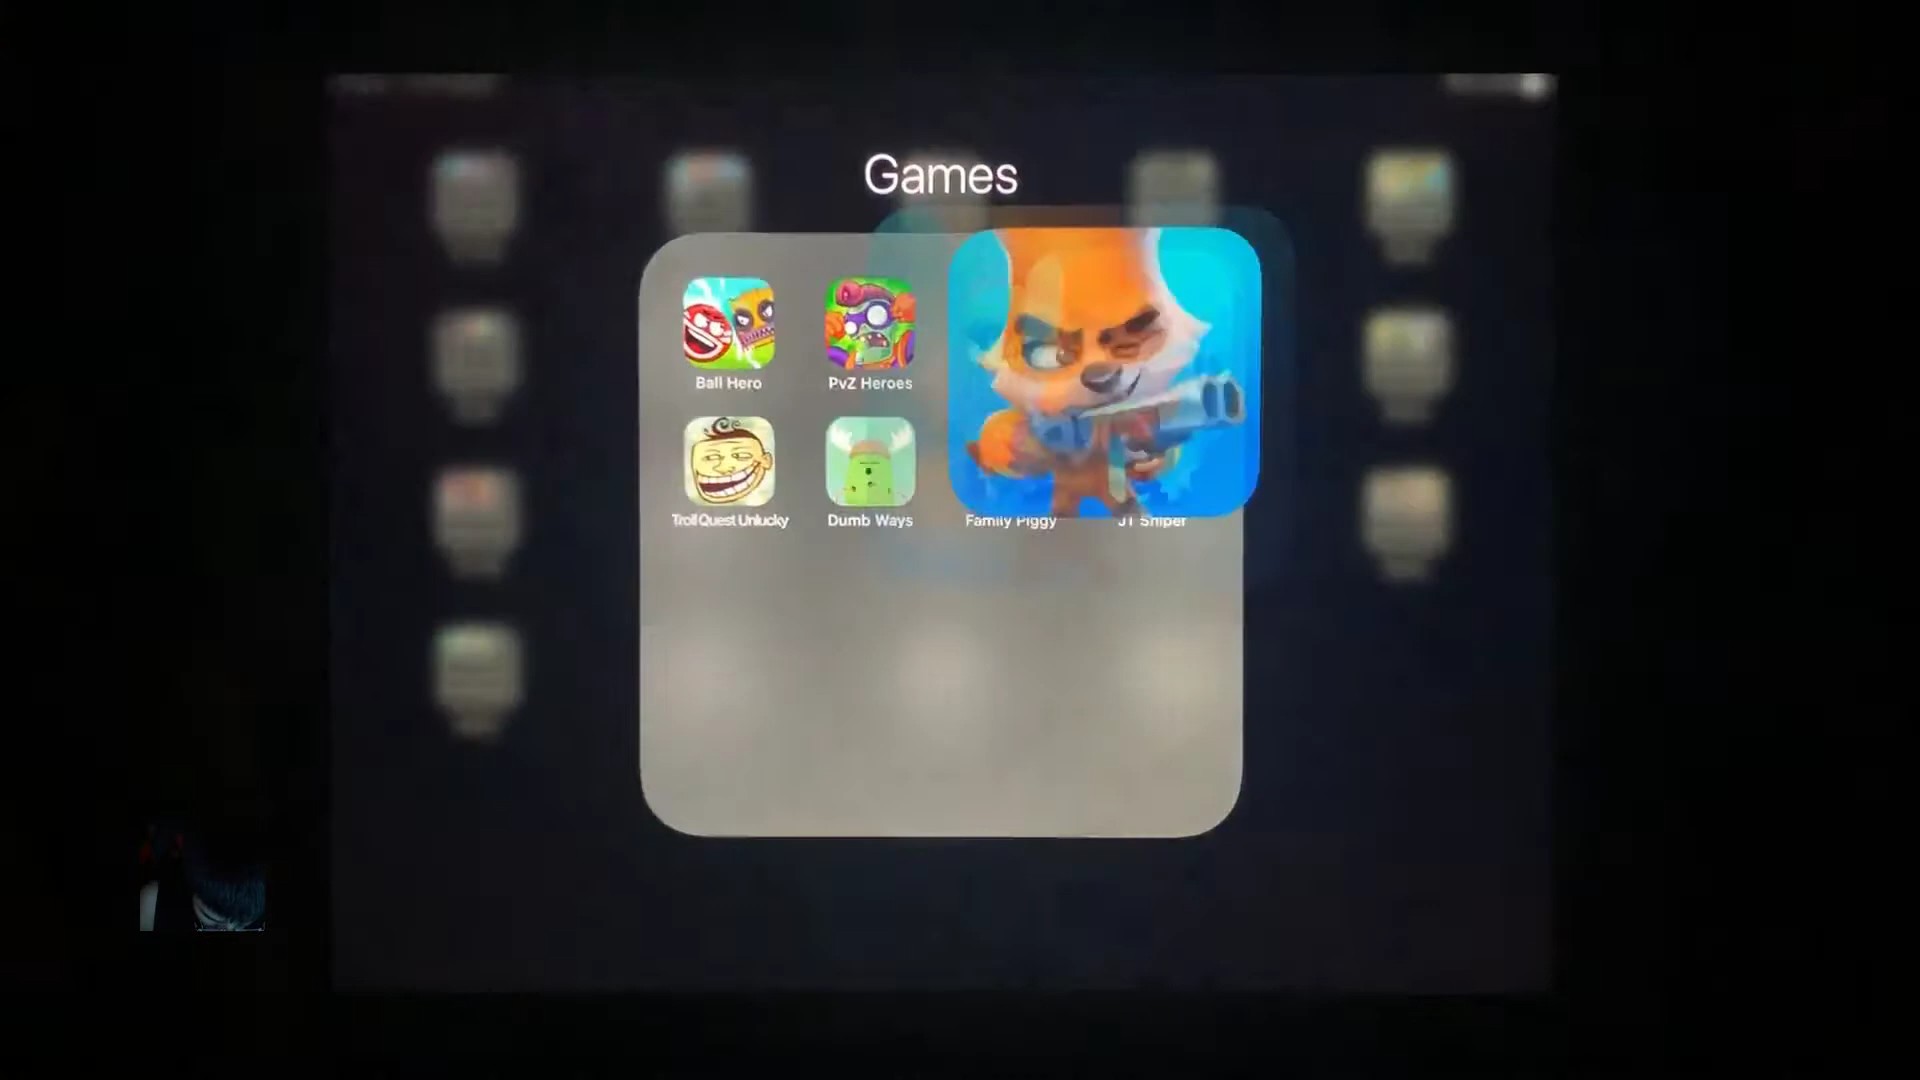 Games
Ball Hero
PvZ Heroes
Troll Quest Unlucky
Dumb Ways
Family Piggy
JT Sniper